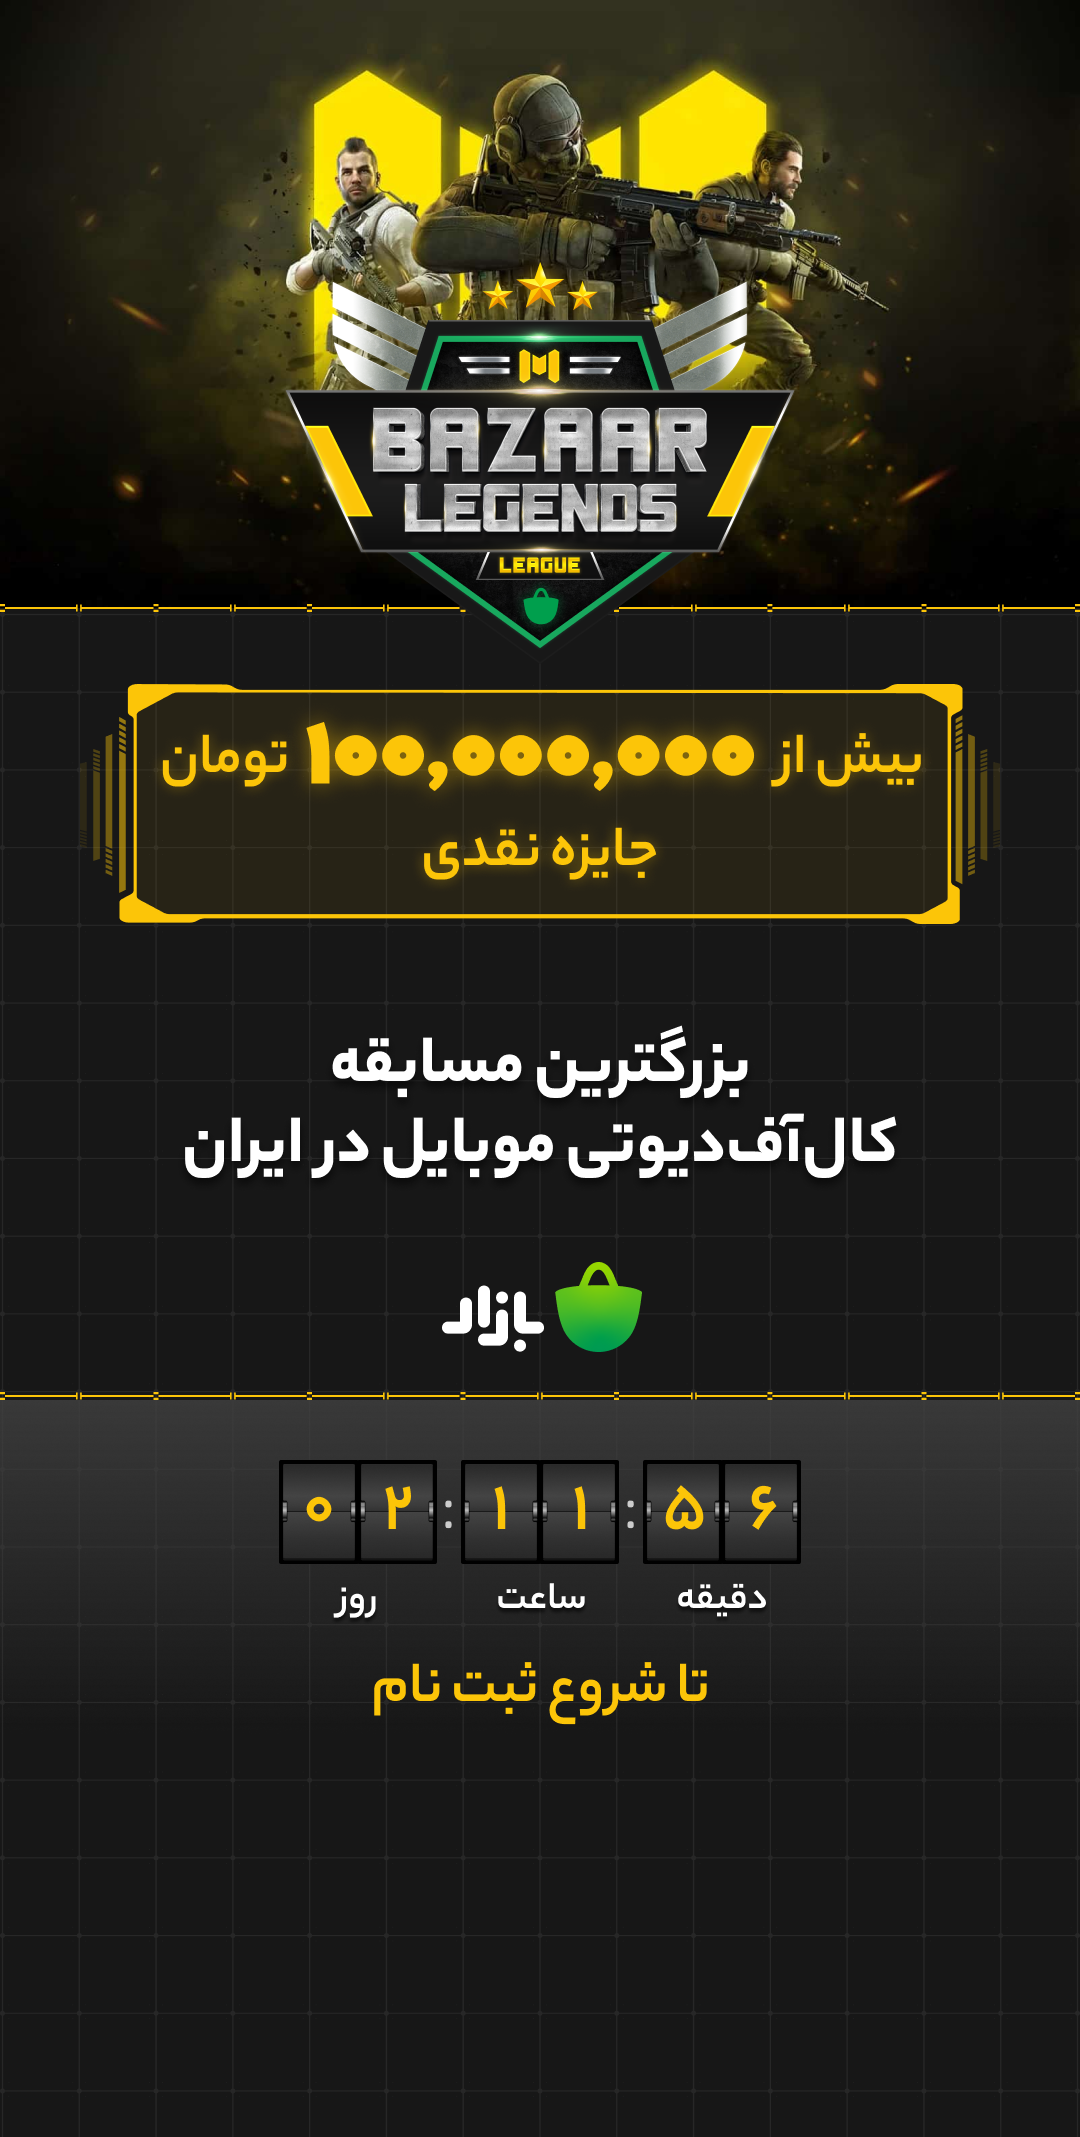 BAZAAR
LEGENDS
LEAGUE
بیش از ۱۰۰,۰۰۰,۰۰۰ تومان
جایزه نقدی
بزرگترین مسابقه
کال‌آف‌دیوتی موبایل در ایران
بازار
۰۲ : ۱۱ : ۵۶
روز ساعت دقیقه
تا شروع ثبت نام